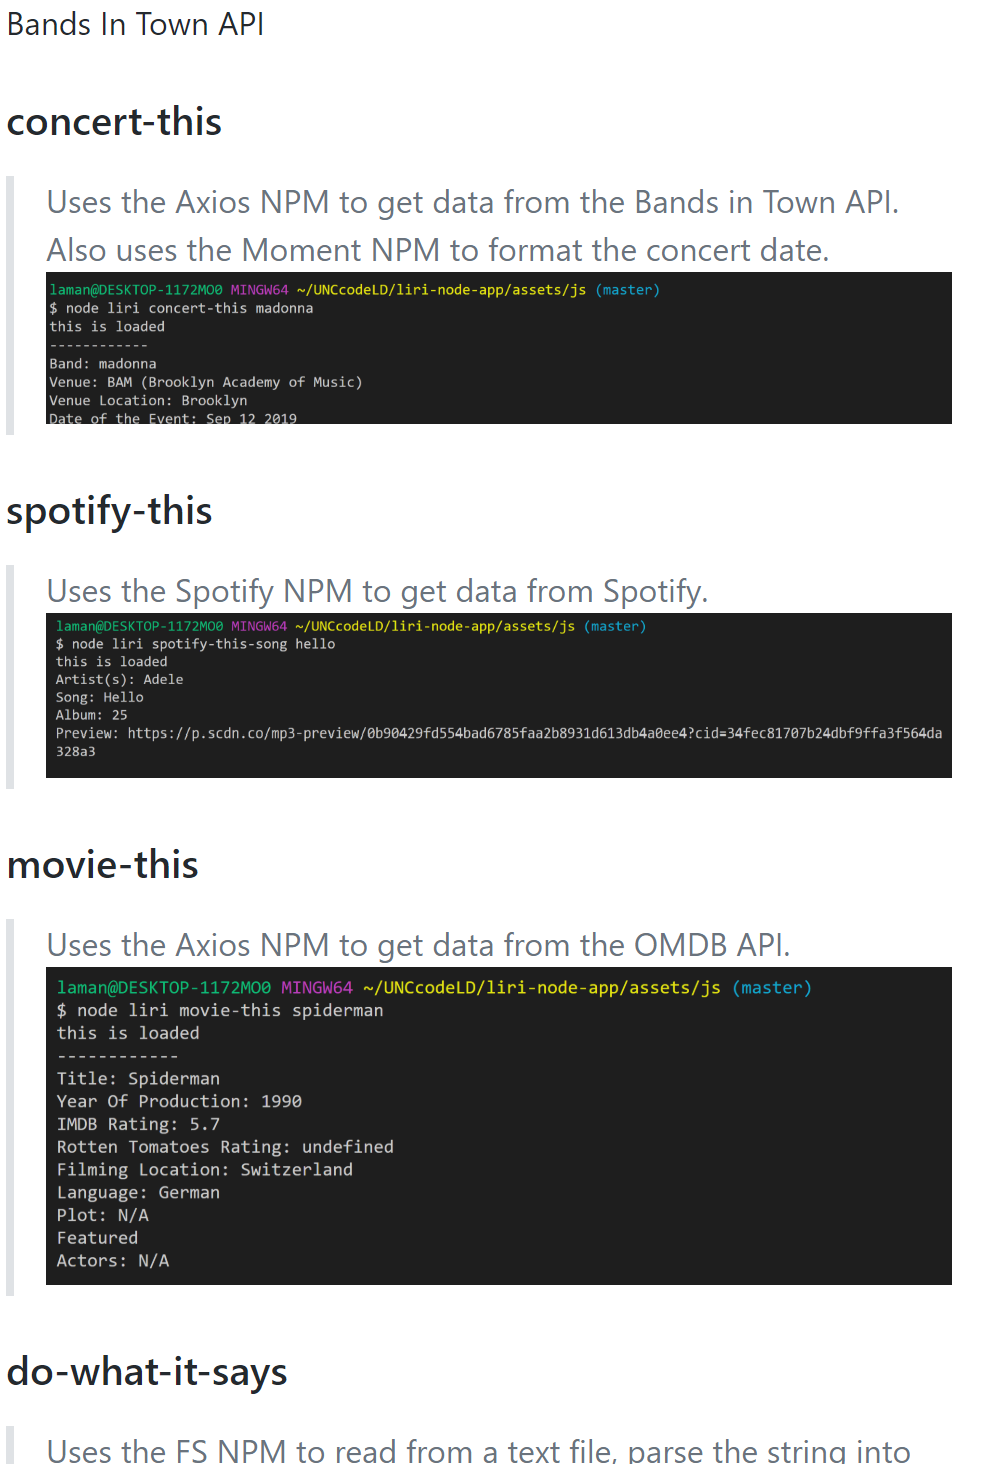 Bands In Town API
concert-this
Uses the Axios NPM to get data from the Bands in Town API.
Also uses the Moment NPM to format the concert date.
laman@DESKTOP-1172MO0 MINGW64 ~/UNCcodeLD/liri-node-app/assets/js (master)
$ node liri concert-this madonna
this is loaded
------------
Band: madonna
Venue: BAM (Brooklyn Academy of Music)
Venue Location: Brooklyn
Date of the Event: Sep 12 2019
spotify-this
Uses the Spotify NPM to get data from Spotify.
laman@DESKTOP-1172MO0 MINGW64 ~/UNCcodeLD/liri-node-app/assets/js (master)
$ node liri spotify-this-song hello
this is loaded
Artist(s): Adele
Song: Hello
Album: 25
Preview: https://p.scdn.co/mp3-preview/0b90429fd554bad6785faa2b8931d613db4a0ee4?cid=34fec81707b24dbf9ffa3f564da
328a3
movie-this
Uses the Axios NPM to get data from the OMDB API.
laman@DESKTOP-1172MO0 MINGW64 ~/UNCcodeLD/liri-node-app/assets/js (master)
$ node liri movie-this spiderman
this is loaded
------------
Title: Spiderman
Year Of Production: 1990
IMDB Rating: 5.7
Rotten Tomatoes Rating: undefined
Filming Location: Switzerland
Language: German
Plot: N/A
Featured
Actors: N/A
do-what-it-says
Uses the FS NPM to read from a text file, parse the string into